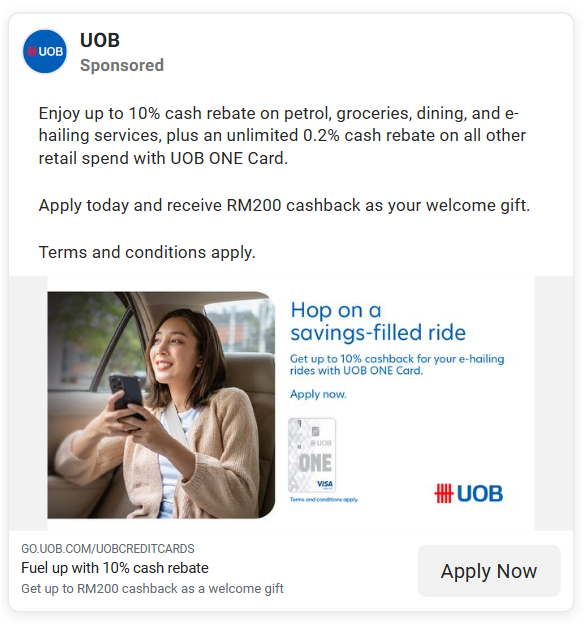 UOB
UOB
Sponsored
Enjoy up to 10% cash rebate on petrol, groceries, dining, and e-
hailing services, plus an unlimited 0.2% cash rebate on all other
retail spend with UOB ONE Card.
Apply today and receive RM200 cashback as your welcome gift.
Terms and conditions apply.
Hop on a
savings-filled ride
Get up to 10% cashback for your e-hailing
rides with UOB ONE Card.
Apply now.
UOB
ONE
VISA
Terms and conditions apply.
UOB
GO.UOB.COM/UOBCREDITCARDS
Fuel up with 10% cash rebate
Get up to RM200 cashback as a welcome gift
Apply Now